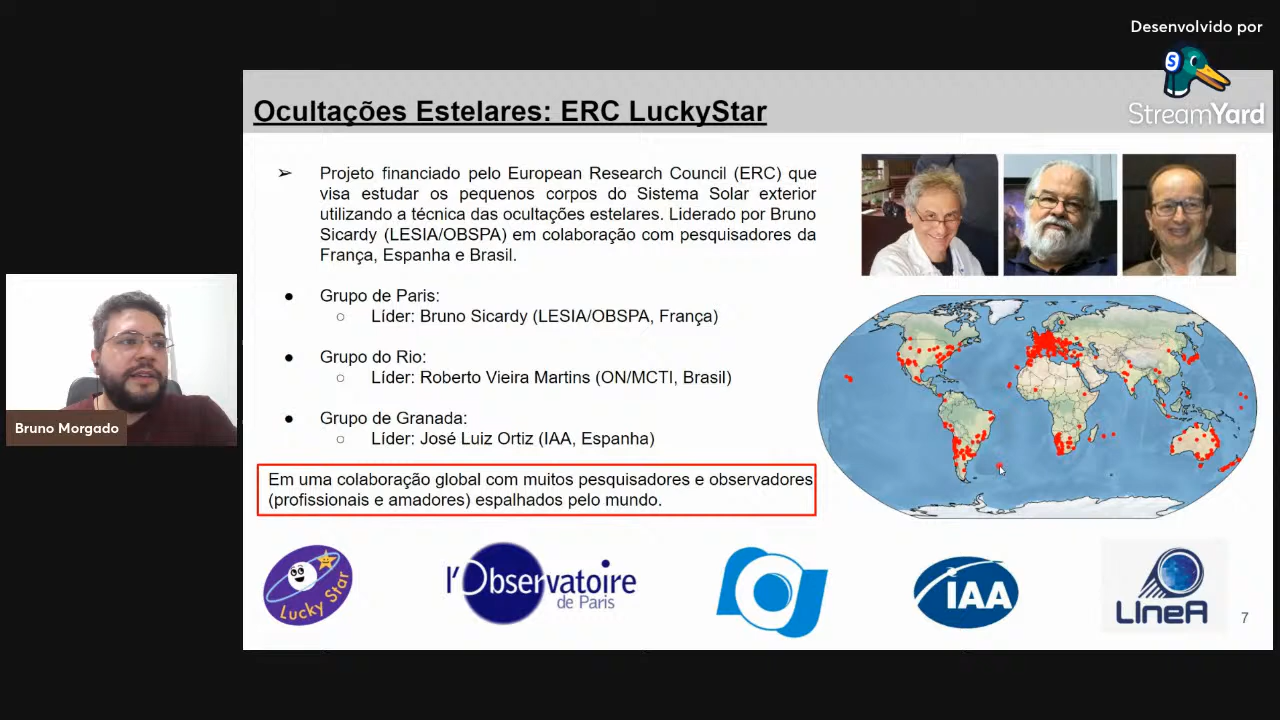 Desenvolvido por
S
StreamYard
Ocultações Estelares: ERC LuckyStar
➢ Projeto financiado pelo European Research Council (ERC) que
visa estudar os pequenos corpos do Sistema Solar exterior
utilizando a técnica das ocultações estelares. Liderado por Bruno
Sicardy (LESIA/OBSPA) em colaboração com pesquisadores da
França, Espanha e Brasil.
● Grupo de Paris:
○ Líder: Bruno Sicardy (LESIA/OBSPA, França)
● Grupo do Rio:
○ Líder: Roberto Vieira Martins (ON/MCTI, Brasil)
● Grupo de Granada:
○ Líder: José Luiz Ortiz (IAA, Espanha)
Em uma colaboração global com muitos pesquisadores e observadores
(profissionais e amadores) espalhados pelo mundo.
Bruno Morgado
Lucky Star
l'Observatoire
de Paris
IAA
LIneA
7